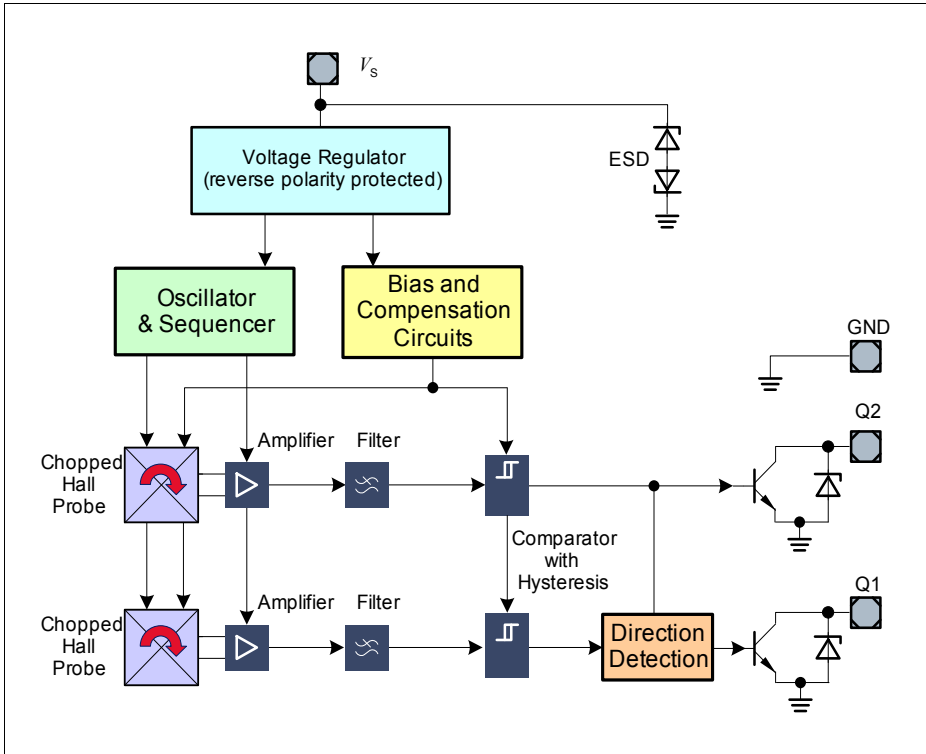 VS
Voltage Regulator
(reverse polarity protected)
ESD
Oscillator
& Sequencer
Bias and
Compensation
Circuits
GND
Q2
Amplifier
Filter
Chopped
Hall
Probe
Comparator
with
Hysteresis
Q1
Amplifier
Filter
Chopped
Hall
Probe
Direction
Detection